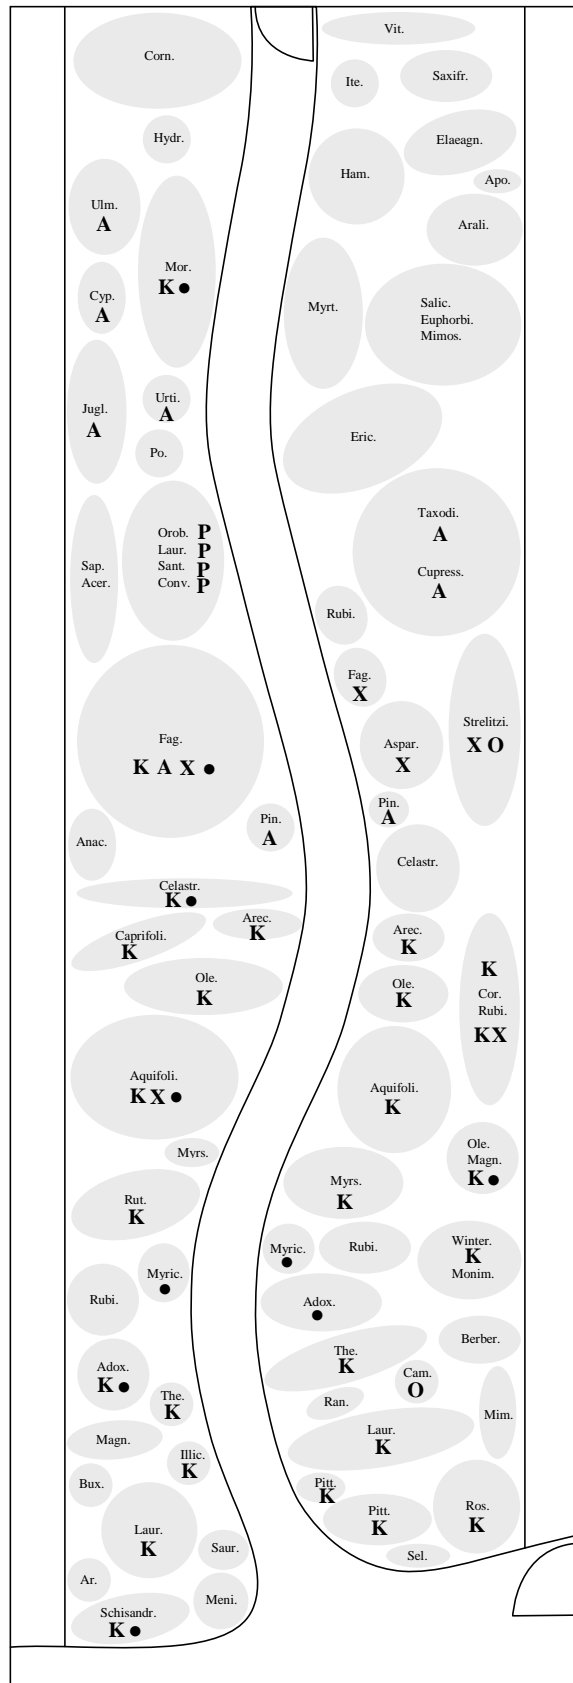 Corn.
Hydr.
Ulm.
A
Mor.
K ●
Cyp.
A
Jugl.
A
Urti.
A
Po.
Orob. P
Laur. P
Sant. P
Conv. P
Sap.
Acer.
Fag.
K A X ●
Anac.
Pin.
A
Celastr.
K ●
Caprifoli.
K
Arec.
K
Ole.
K
Aquifoli.
K X ●
Myrs.
Rut.
K
Myric.
●
Rubi.
Adox.
K ●
The.
K
Magn.
Illic.
K
Bux.
Laur.
K
Saur.
Ar.
Schisandr.
K ●
Meni.
Vit.
Ite.
Saxifr.
Elaeagn.
Ham.
Apo.
Arali.
Myrt.
Salic.
Euphorbi.
Mimos.
Eric.
Taxodi.
A
Cupress.
A
Rubi.
Fag.
X
Aspar.
X
Strelitzi.
X O
Pin.
A
Celastr.
Arec.
K
Ole.
K
K
Cor.
Rubi.
K X
Aquifoli.
K
Ole.
Magn.
K ●
Myrs.
K
Myric.
●
Rubi.
Winter.
K
Monim.
Adox.
●
Berber.
The.
K
Cam.
O
Ran.
Mim.
Laur.
K
Pitt.
K
Pitt.
K
Ros.
K
Sel.